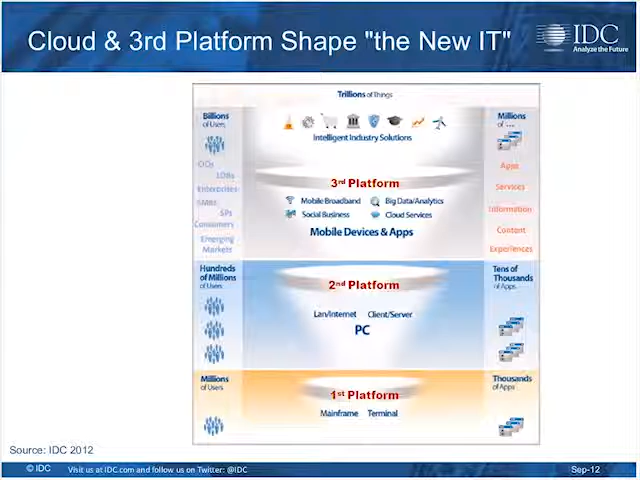 Cloud & 3rd Platform Shape "the New IT"
IDC
Analyze the Future
Trillions of Things
Billions
of Users
Millions
of ...
Intelligent Industry Solutions
CIOs
LOBs
Enterprises
SMBs
SPs
Consumers
Emerging
Markets
Apps
Services
Information
Content
Experiences
3rd Platform
Mobile Broadband
Big Data/Analytics
Social Business
Cloud Services
Mobile Devices & Apps
Hundreds
of Millions
of Users
Tens of
Thousands
of Apps
2nd Platform
Lan/Internet Client/Server
PC
Millions
of Users
Thousands
of Apps
1st Platform
Mainframe Terminal
Source: IDC 2012
© IDC Visit us at IDC.com and follow us on Twitter: @IDC
Sep-12